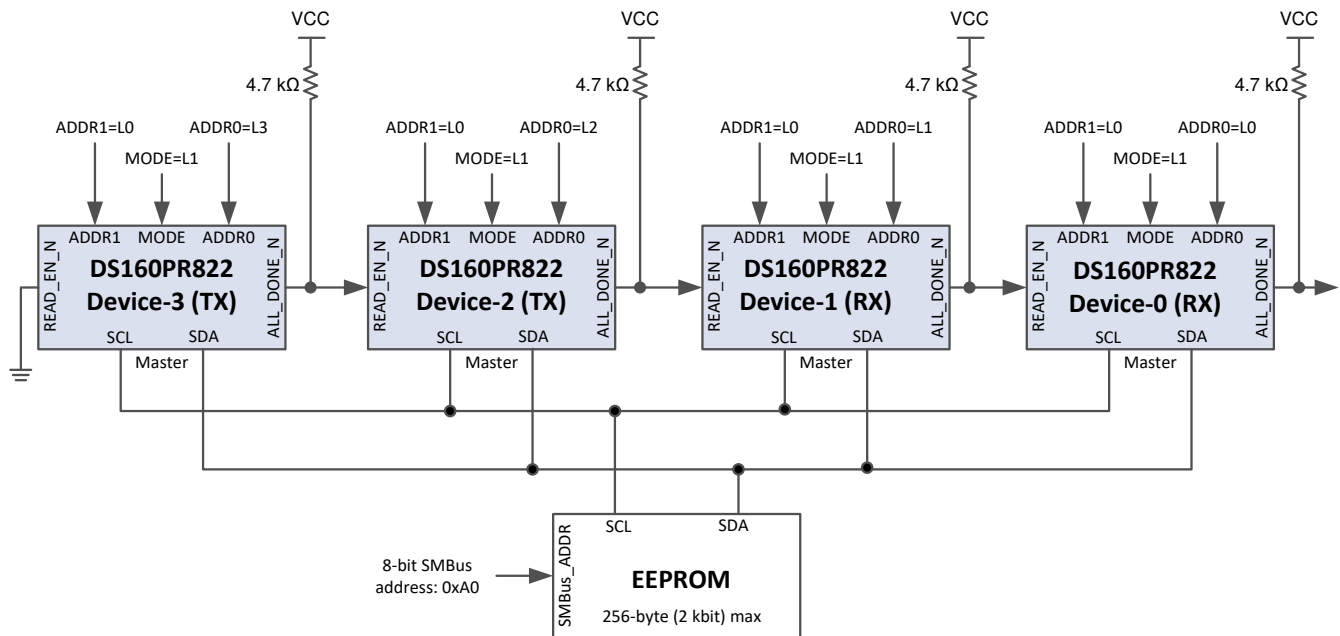 VCC
VCC
VCC
VCC
4.7 kΩ
4.7 kΩ
4.7 kΩ
4.7 kΩ
ADDR1=L0
ADDR0=L3
MODE=L1
ADDR1=L0
ADDR0=L2
MODE=L1
ADDR1=L0
ADDR0=L1
MODE=L1
ADDR1=L0
ADDR0=L0
MODE=L1
READ_EN_N
ADDR1 MODE ADDR0
DS160PR822
Device-3 (TX)
SCL SDA
ALL_DONE_N
Master
READ_EN_N
ADDR1 MODE ADDR0
DS160PR822
Device-2 (TX)
SCL SDA
ALL_DONE_N
Master
READ_EN_N
ADDR1 MODE ADDR0
DS160PR822
Device-1 (RX)
SCL SDA
ALL_DONE_N
Master
READ_EN_N
ADDR1 MODE ADDR0
DS160PR822
Device-0 (RX)
SCL SDA
ALL_DONE_N
Master
8-bit SMBus
address: 0xA0
SMBus_ADDR
SCL SDA
EEPROM
256-byte (2 kbit) max